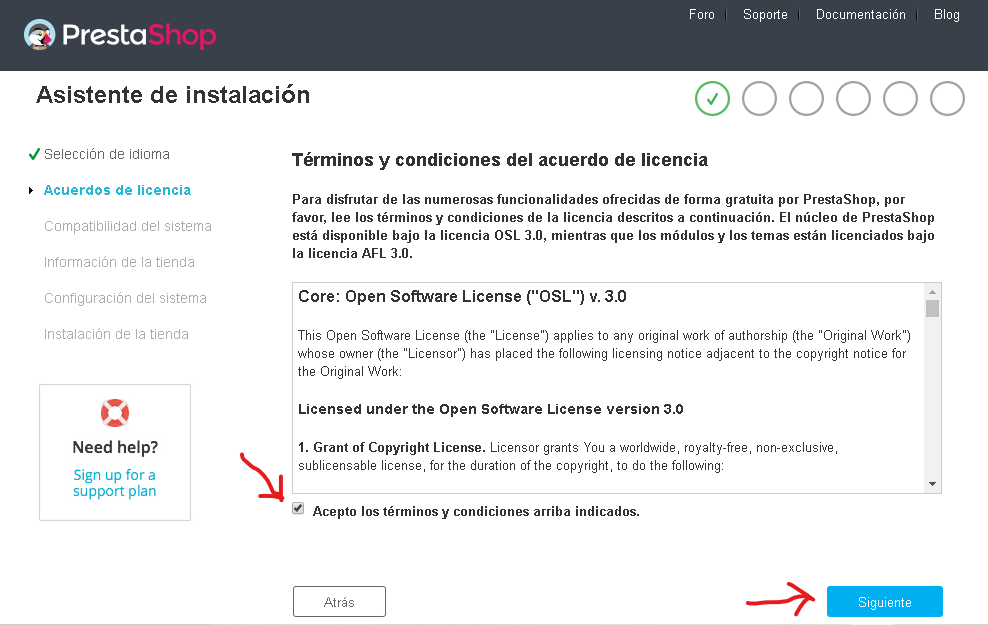 PrestaShop
Foro
Soporte
Documentación
Blog
Asistente de instalación
Selección de idioma
Acuerdos de licencia
Compatibilidad del sistema
Información de la tienda
Configuración del sistema
Instalación de la tienda
Need help?
Sign up for a
support plan
Términos y condiciones del acuerdo de licencia
Para disfrutar de las numerosas funcionalidades ofrecidas de forma gratuita por PrestaShop, por
favor, lee los términos y condiciones de la licencia descritos a continuación. El núcleo de PrestaShop
está disponible bajo la licencia OSL 3.0, mientras que los módulos y los temas están licenciados bajo
la licencia AFL 3.0.
Core: Open Software License ("OSL") v. 3.0
This Open Software License (the "License") applies to any original work of authorship (the "Original Work")
whose owner (the "Licensor") has placed the following licensing notice adjacent to the copyright notice for
the Original Work:
Licensed under the Open Software License version 3.0
1. Grant of Copyright License. Licensor grants You a worldwide, royalty-free, non-exclusive,
sublicensable license, for the duration of the copyright, to do the following:
Acepto los términos y condiciones arriba indicados.
Atrás
Siguiente